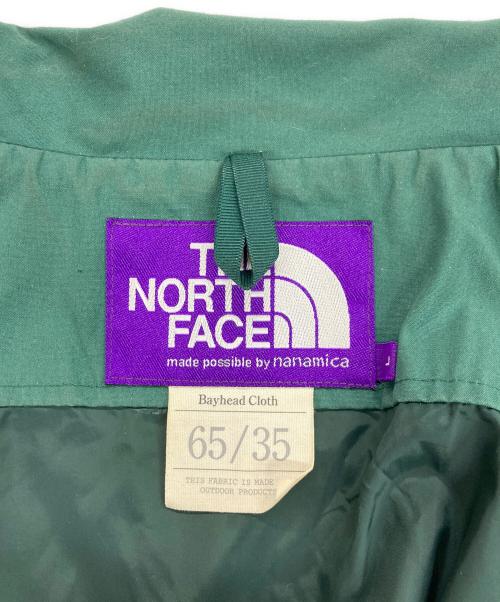 THE
NORTH
FACE
made possible by nanamica
L
Bayhead Cloth
65/35
THIS FABRIC IS MADE
OUTDOOR PRODUCTS